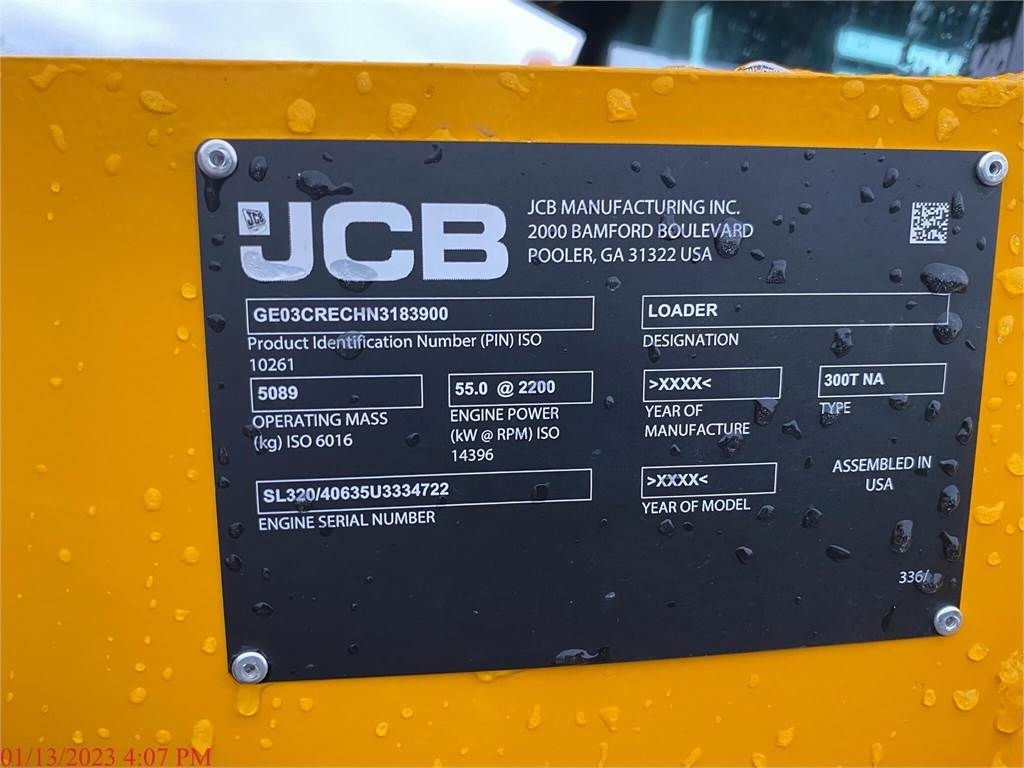 JCB
JCB MANUFACTURING INC.
2000 BAMFORD BOULEVARD
POOLER, GA 31322 USA
GE03CRECHN3183900
Product Identification Number (PIN) ISO
10261
LOADER
DESIGNATION
5089
OPERATING MASS
(kg) ISO 6016
55.0 @ 2200
ENGINE POWER
(kW @ RPM) ISO
14396
>XXXX<
YEAR OF
MANUFACTURE
300T NA
TYPE
SL320/40635U3334722
ENGINE SERIAL NUMBER
>XXXX<
YEAR OF MODEL
ASSEMBLED IN
USA
01/13/2023 4:07 PM